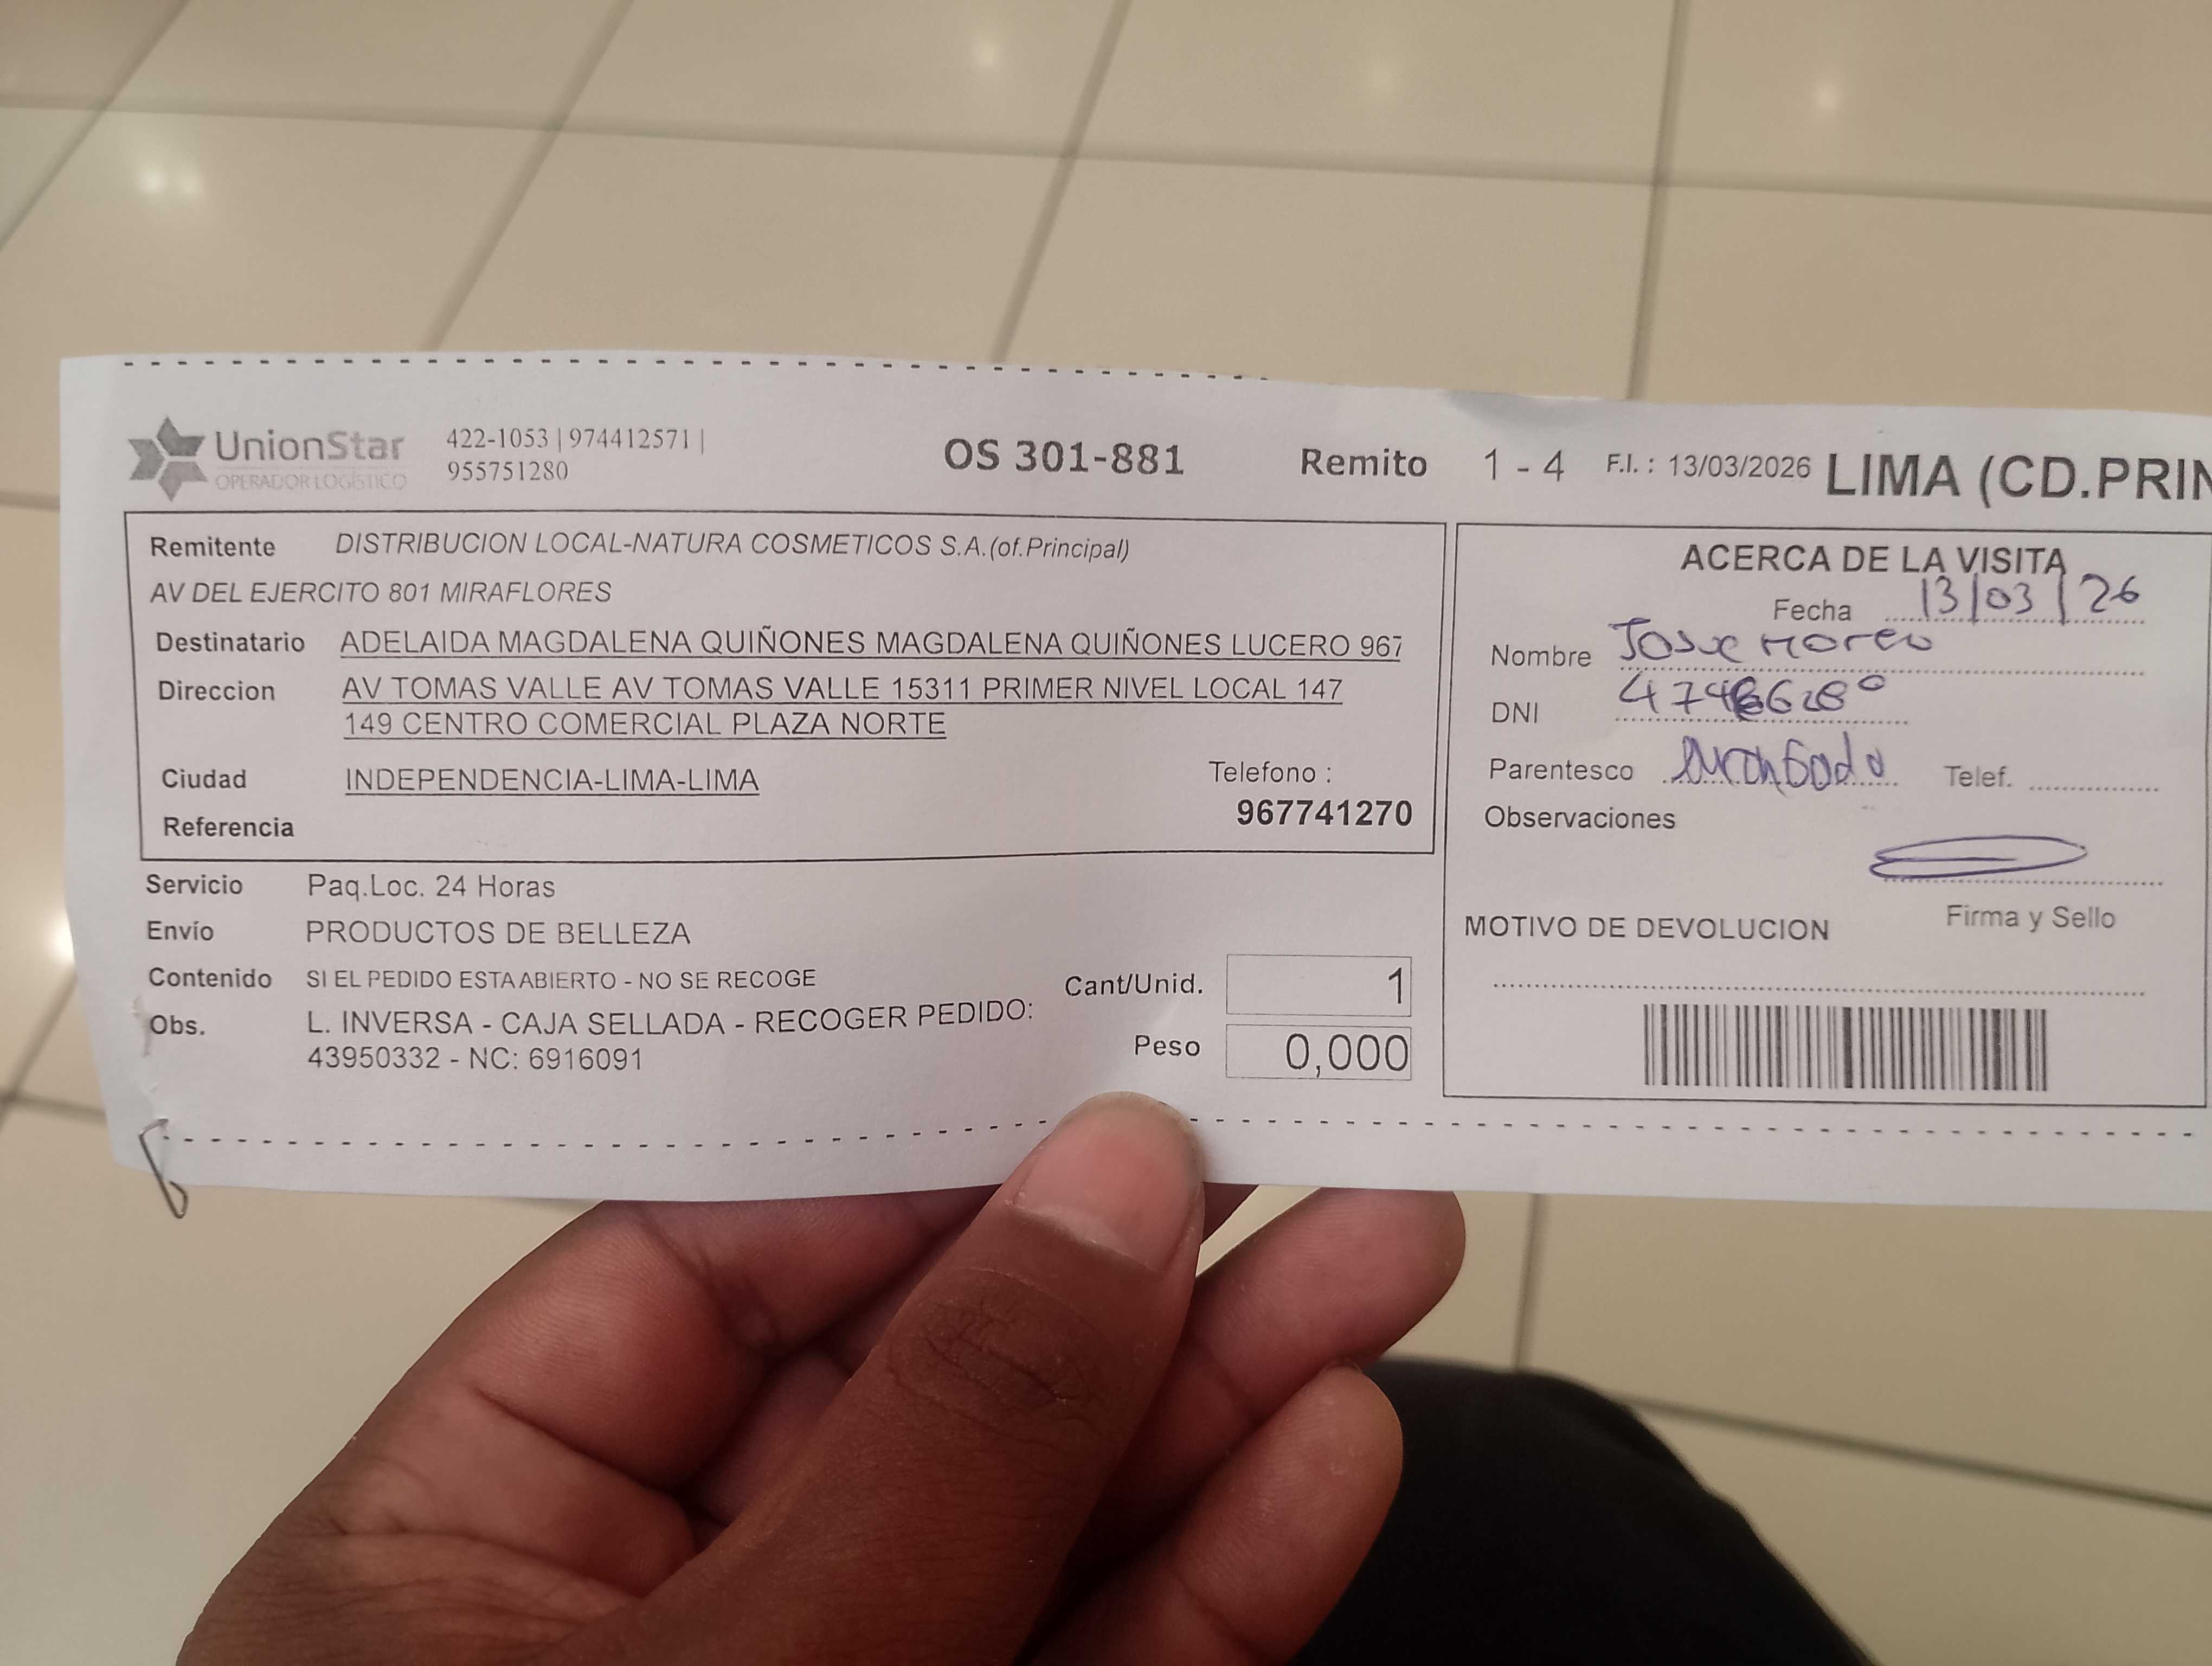 UnionStar
OPERADOR LOGÍSTICO
422-1053 | 974412571 |
955751280
OS 301-881
Remito 1 - 4
F.I. : 13/03/2026
LIMA (CD.PRIN
Remitente DISTRIBUCION LOCAL-NATURA COSMETICOS S.A.(of.Principal)
AV DEL EJERCITO 801 MIRAFLORES
Destinatario ADELAIDA MAGDALENA QUIÑONES MAGDALENA QUIÑONES LUCERO 967
Direccion AV TOMAS VALLE AV TOMAS VALLE 15311 PRIMER NIVEL LOCAL 147
149 CENTRO COMERCIAL PLAZA NORTE
Ciudad INDEPENDENCIA-LIMA-LIMA
Telefono :
967741270
Referencia
Servicio Paq.Loc. 24 Horas
Envío PRODUCTOS DE BELLEZA
Contenido SI EL PEDIDO ESTA ABIERTO - NO SE RECOGE
Obs. L. INVERSA - CAJA SELLADA - RECOGER PEDIDO:
43950332 - NC: 6916091
Cant/Unid. 1
Peso 0,000
ACERCA DE LA VISITA
Fecha 13/03/26
Nombre Josue
DNI
Parentesco
Telef.
Observaciones
Firma y Sello
MOTIVO DE DEVOLUCION